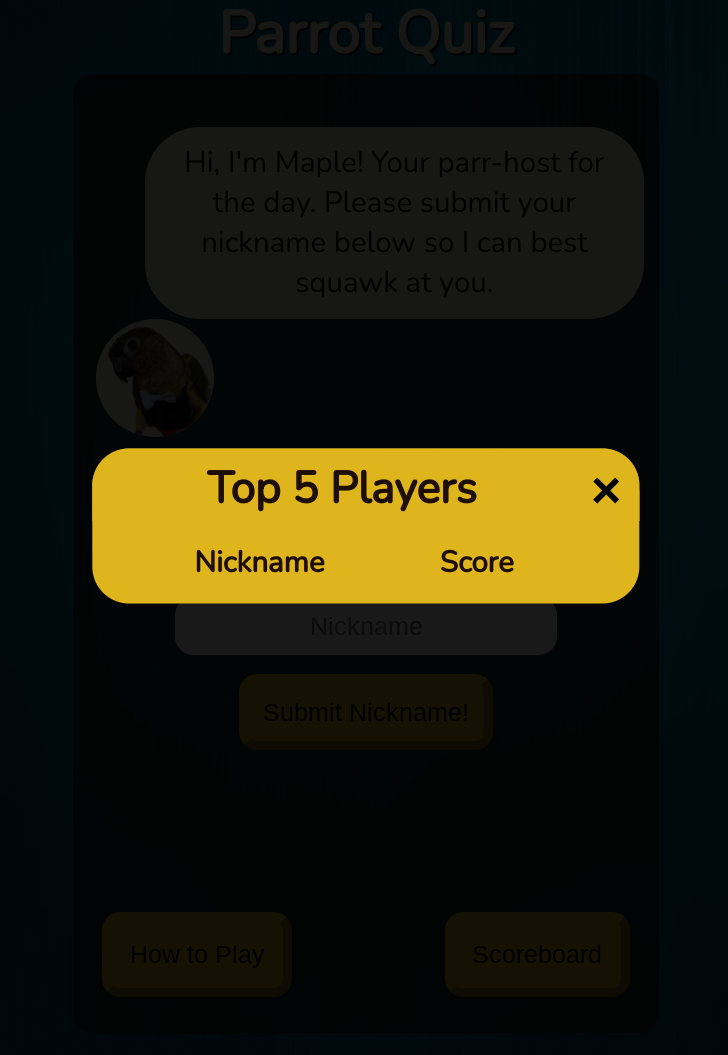 Parrot Quiz
Hi, I'm Maple! Your parr-host for
the day. Please submit your
nickname below so I can best
squawk at you.
Top 5 Players ×
Nickname Score
Nickname
Submit Nickname!
How to Play Scoreboard